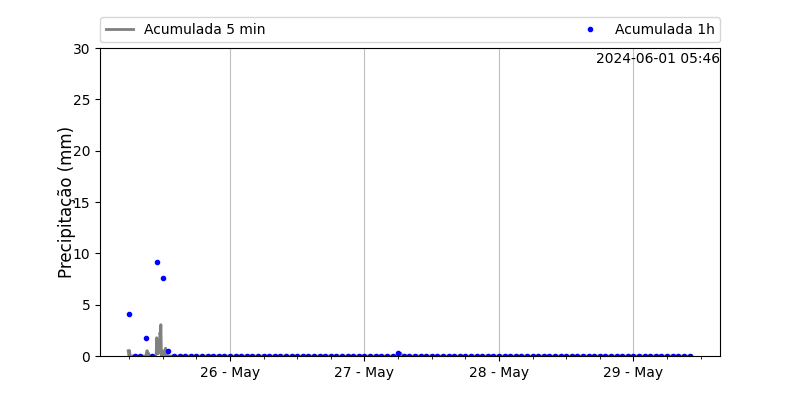 Acumulada 5 min
Acumulada 1h
2024-06-01 05:46
Precipitação (mm)
30
25
20
15
10
5
0
26 - May
27 - May
28 - May
29 - May